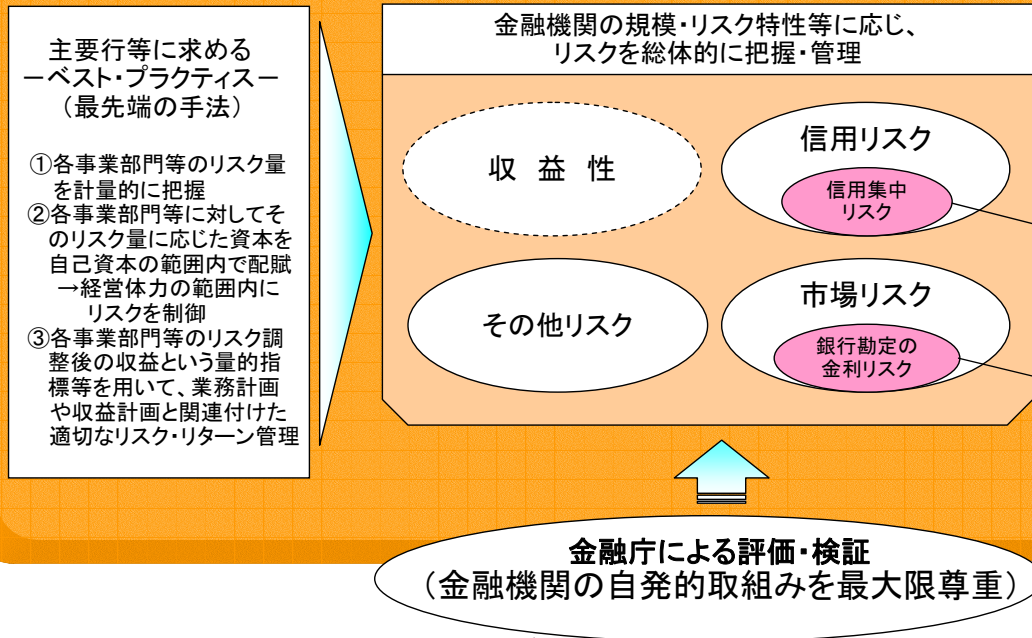 主要行等に求める
－ベスト・プラクティス－
（最先端の手法）
①各事業部門等のリスク量
を計量的に把握
②各事業部門等に対してそ
のリスク量に応じた資本を
自己資本の範囲内で配賦
→経営体力の範囲内に
リスクを制御
③各事業部門等のリスク調
整後の収益という量的指
標等を用いて、業務計画
や収益計画と関連付けた
適切なリスク・リターン管理
金融機関の規模・リスク特性等に応じ、
リスクを総体的に把握・管理
収 益 性
信用リスク
信用集中
リスク
その他リスク
市場リスク
銀行勘定の
金利リスク
金融庁による評価・検証
（金融機関の自発的取組みを最大限尊重）